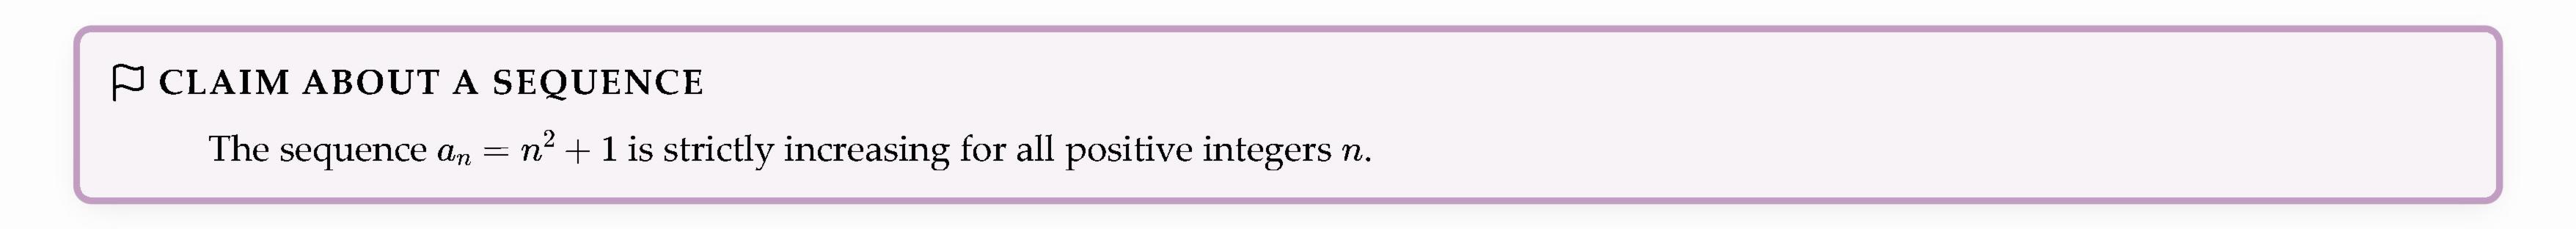 CLAIM ABOUT A SEQUENCE
The sequence $a_n = n^2 + 1$ is strictly increasing for all positive integers $n$.